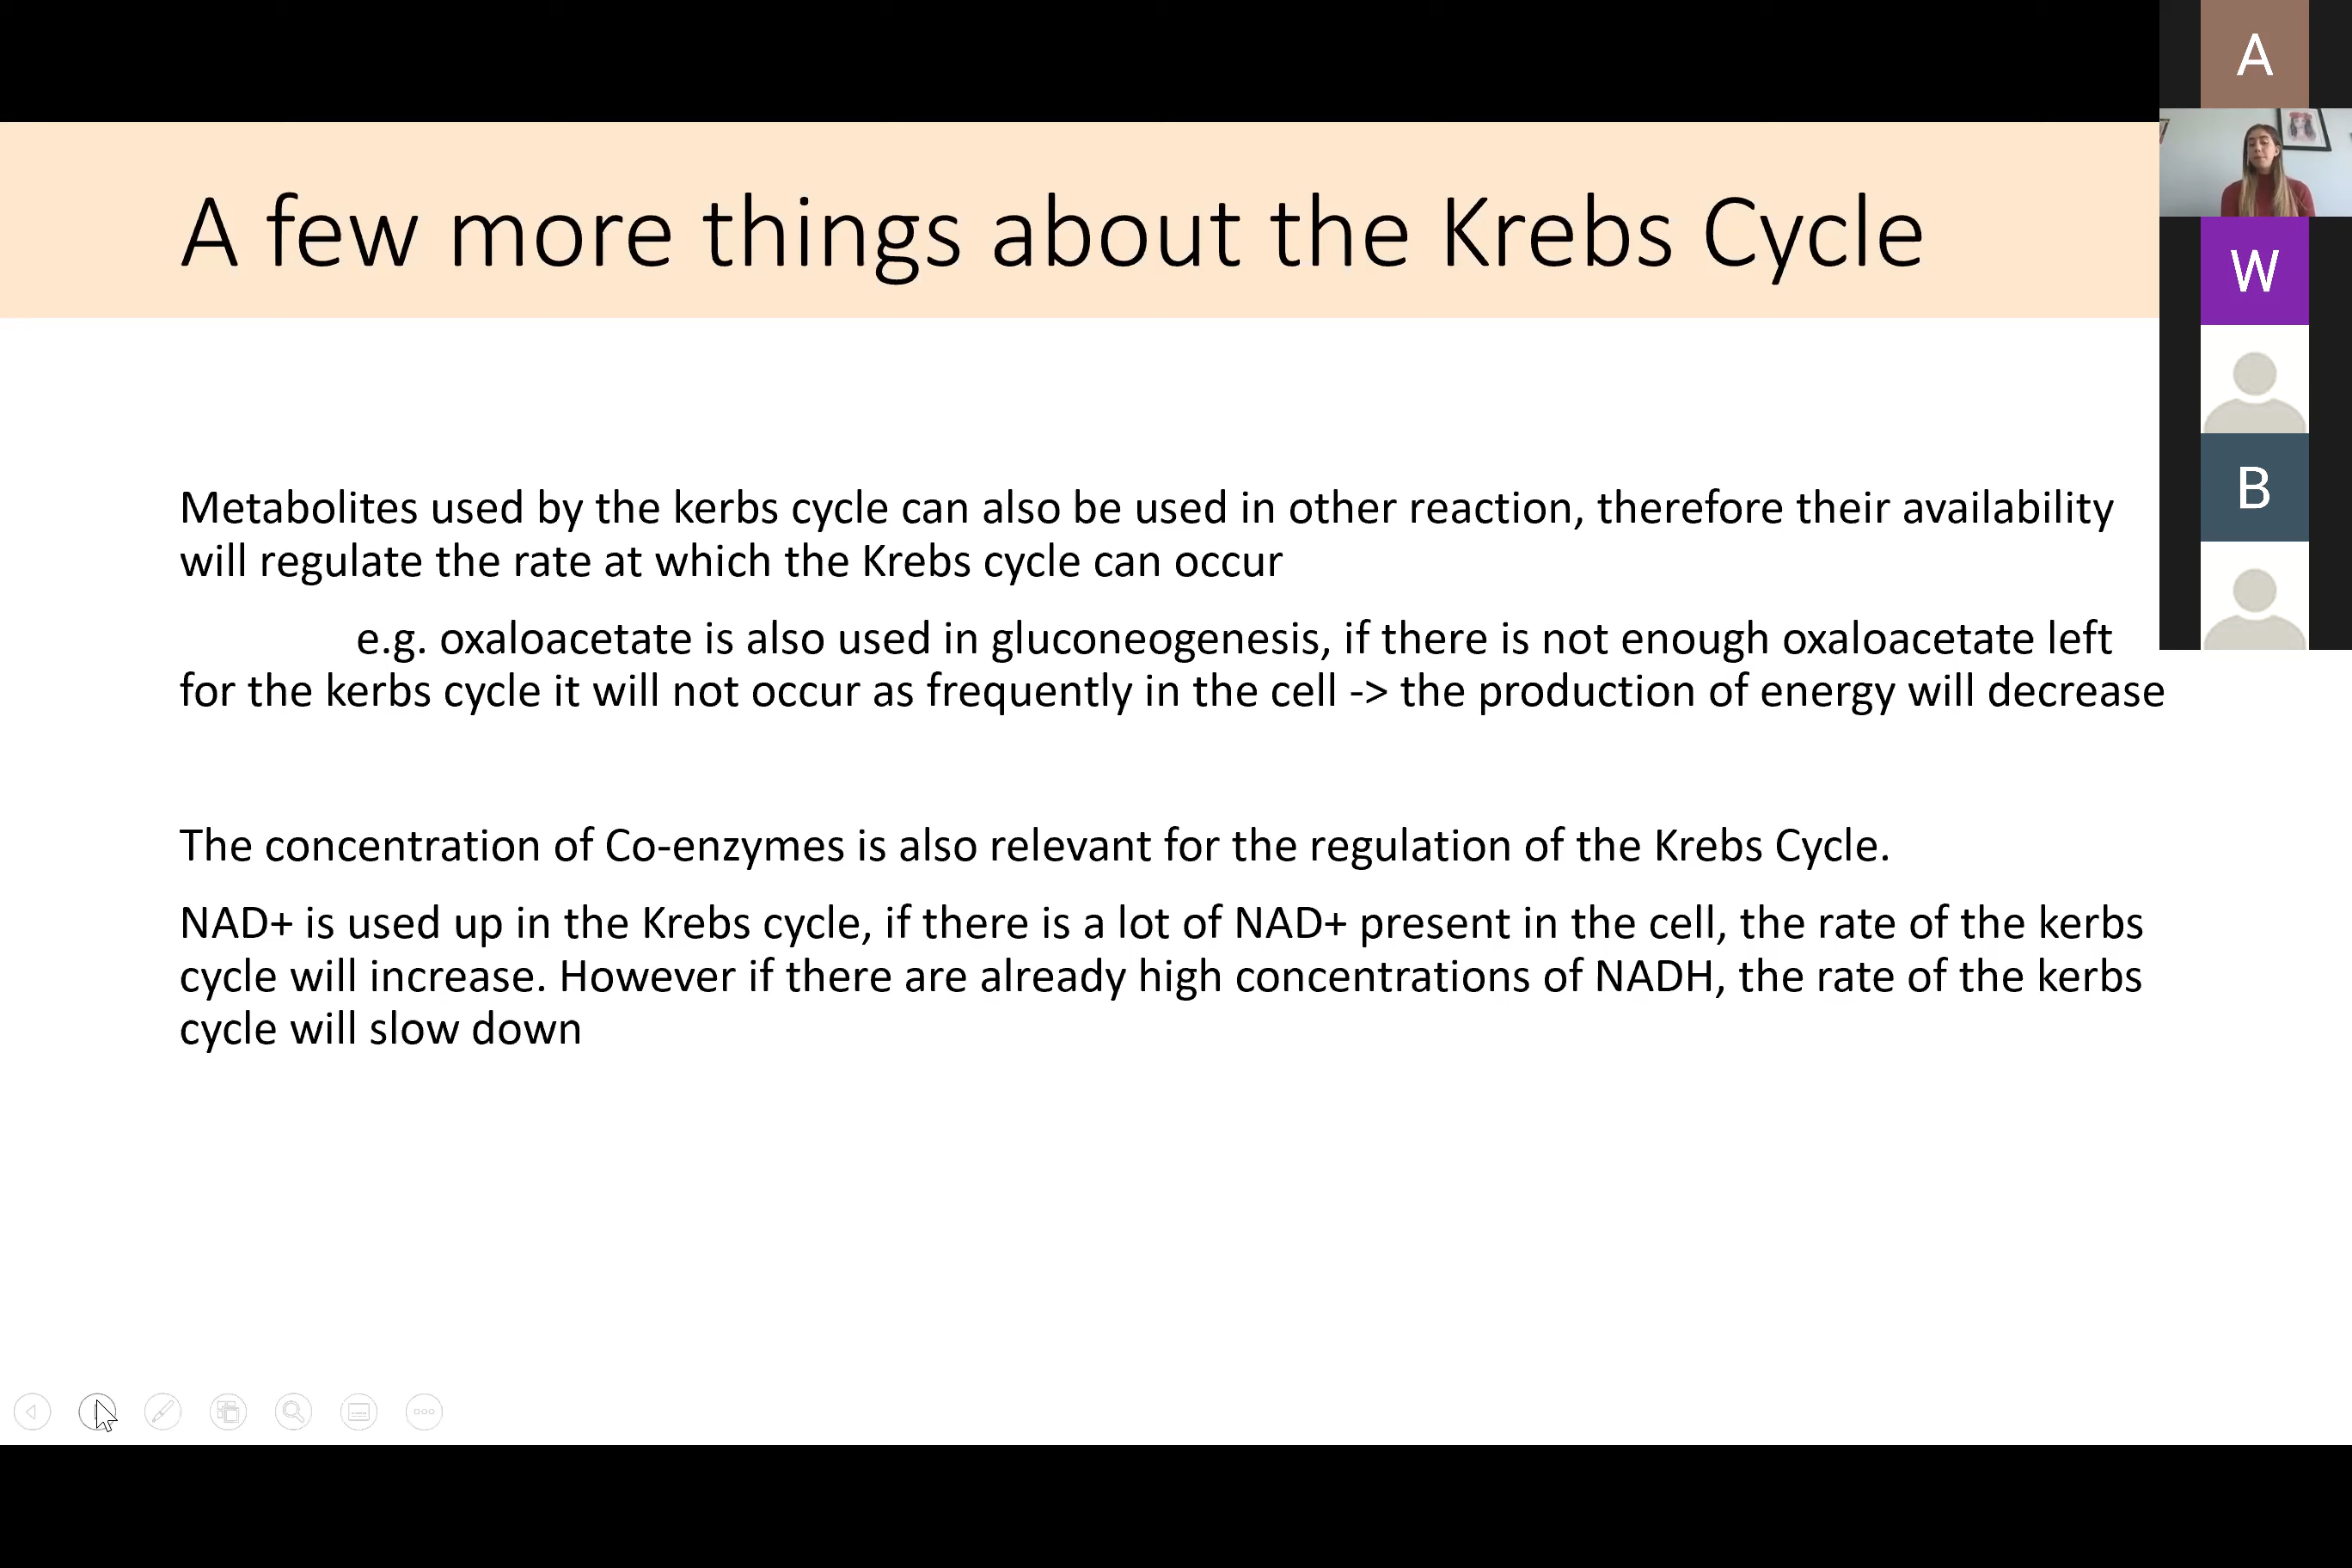 A few more things about the Krebs Cycle
Metabolites used by the kerbs cycle can also be used in other reaction, therefore their availability
will regulate the rate at which the Krebs cycle can occur
e.g. oxaloacetate is also used in gluconeogenesis, if there is not enough oxaloacetate left
for the kerbs cycle it will not occur as frequently in the cell -> the production of energy will decrease
The concentration of Co-enzymes is also relevant for the regulation of the Krebs Cycle.
NAD+ is used up in the Krebs cycle, if there is a lot of NAD+ present in the cell, the rate of the kerbs
cycle will increase. However if there are already high concentrations of NADH, the rate of the kerbs
cycle will slow down
A
W
B